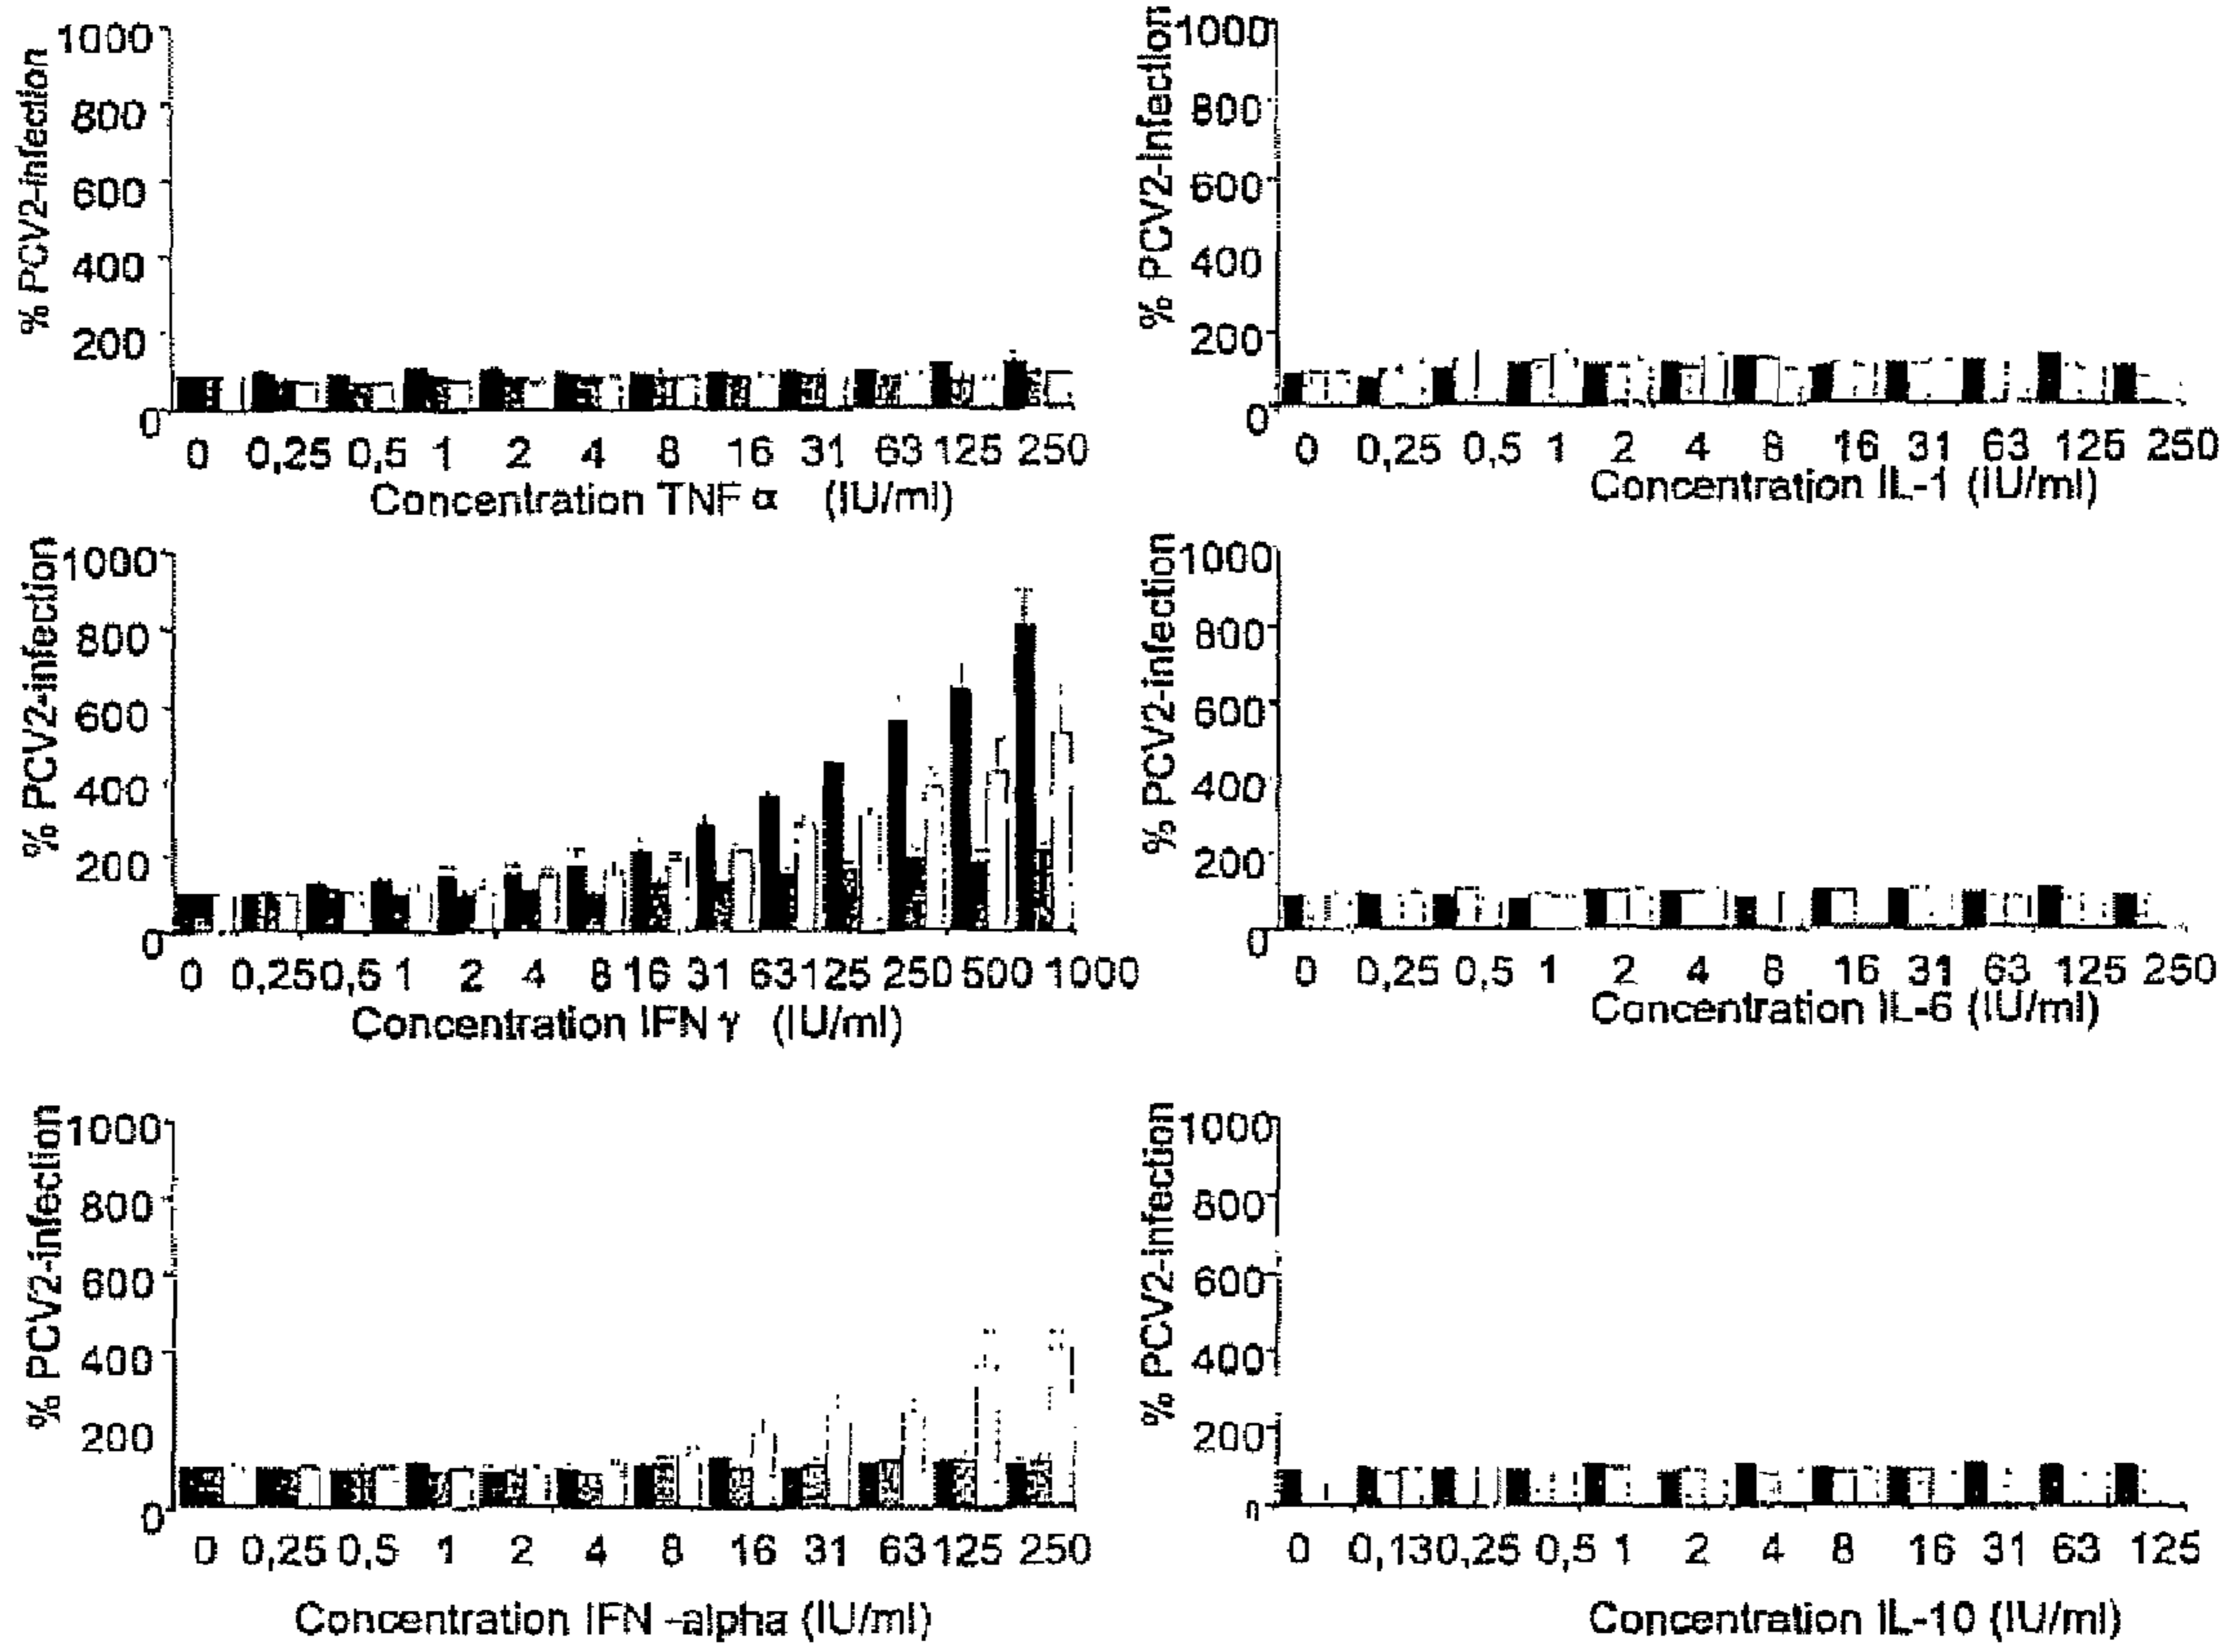 % PCV2-infection
1000
800
600
400
200
0
0 0,25 0,5 1 2 4 8 16 31 63 125 250
Concentration TNF α (IU/ml)
% PCV2-infection
1000
800
600
400
200
0
0 0,25 0,5 1 2 4 8 16 31 63 125 250
Concentration IL-1 (IU/ml)
% PCV2-infection
1000
800
600
400
200
0
0 0,25 0,5 1 2 4 8 16 31 63 125 250 500 1000
Concentration IFN γ (IU/ml)
% PCV2-infection
1000
800
600
400
200
0
0 0,25 0,5 1 2 4 8 16 31 63 125 250
Concentration IL-6 (IU/ml)
% PCV2-infection
1000
800
600
400
200
0
0 0,25 0,5 1 2 4 8 16 31 63 125 250
Concentration IFN -alpha (IU/ml)
% PCV2-infection
1000
800
600
400
200
0
0 0,13 0,25 0,5 1 2 4 8 16 31 63 125
Concentration IL-10 (IU/ml)